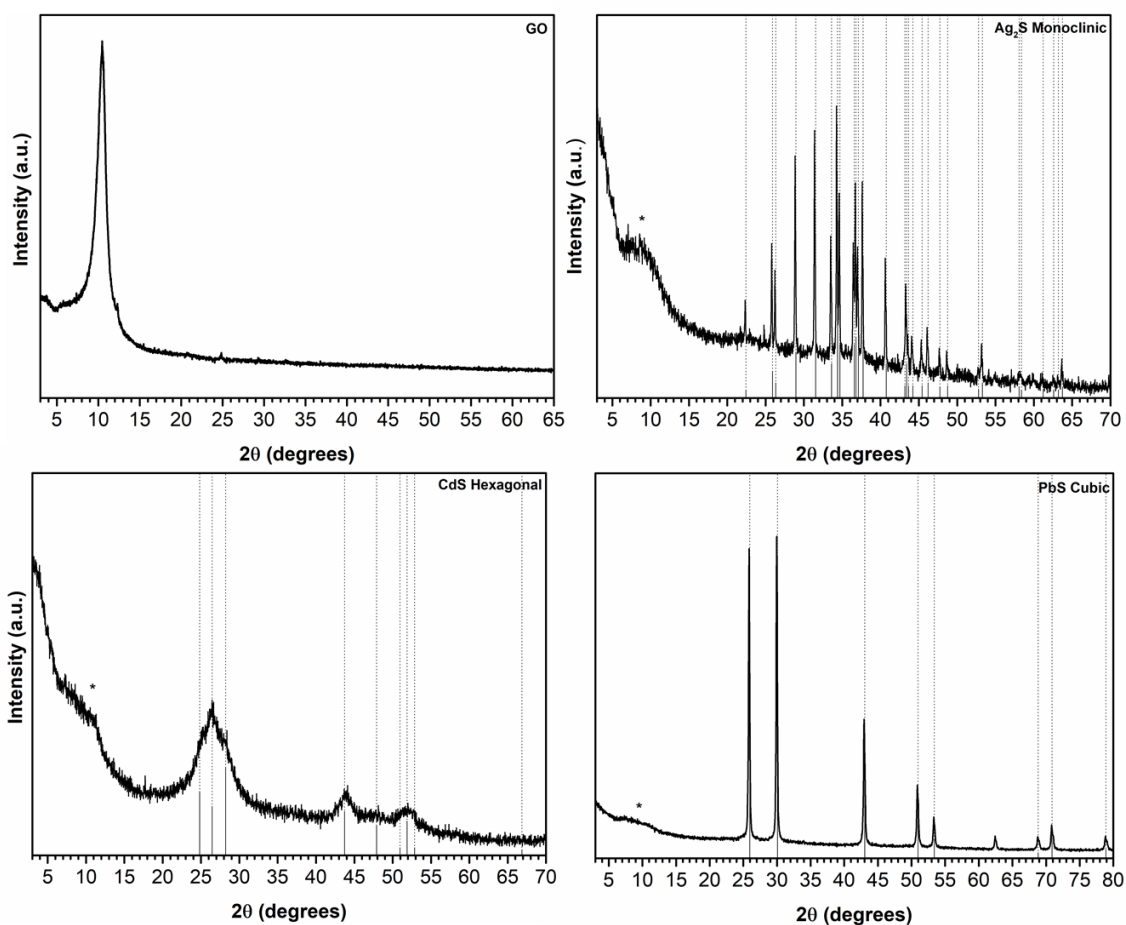 GO
Intensity (a.u.)
5 10 15 20 25 30 35 40 45 50 55 60 65
2θ (degrees)
Ag₂S Monoclinic
Intensity (a.u.)
*
5 10 15 20 25 30 35 40 45 50 55 60 65 70
2θ (degrees)
CdS Hexagonal
Intensity (a.u.)
*
5 10 15 20 25 30 35 40 45 50 55 60 65 70
2θ (degrees)
PbS Cubic
Intensity (a.u.)
*
5 10 15 20 25 30 35 40 45 50 55 60 65 70 75 80
2θ (degrees)